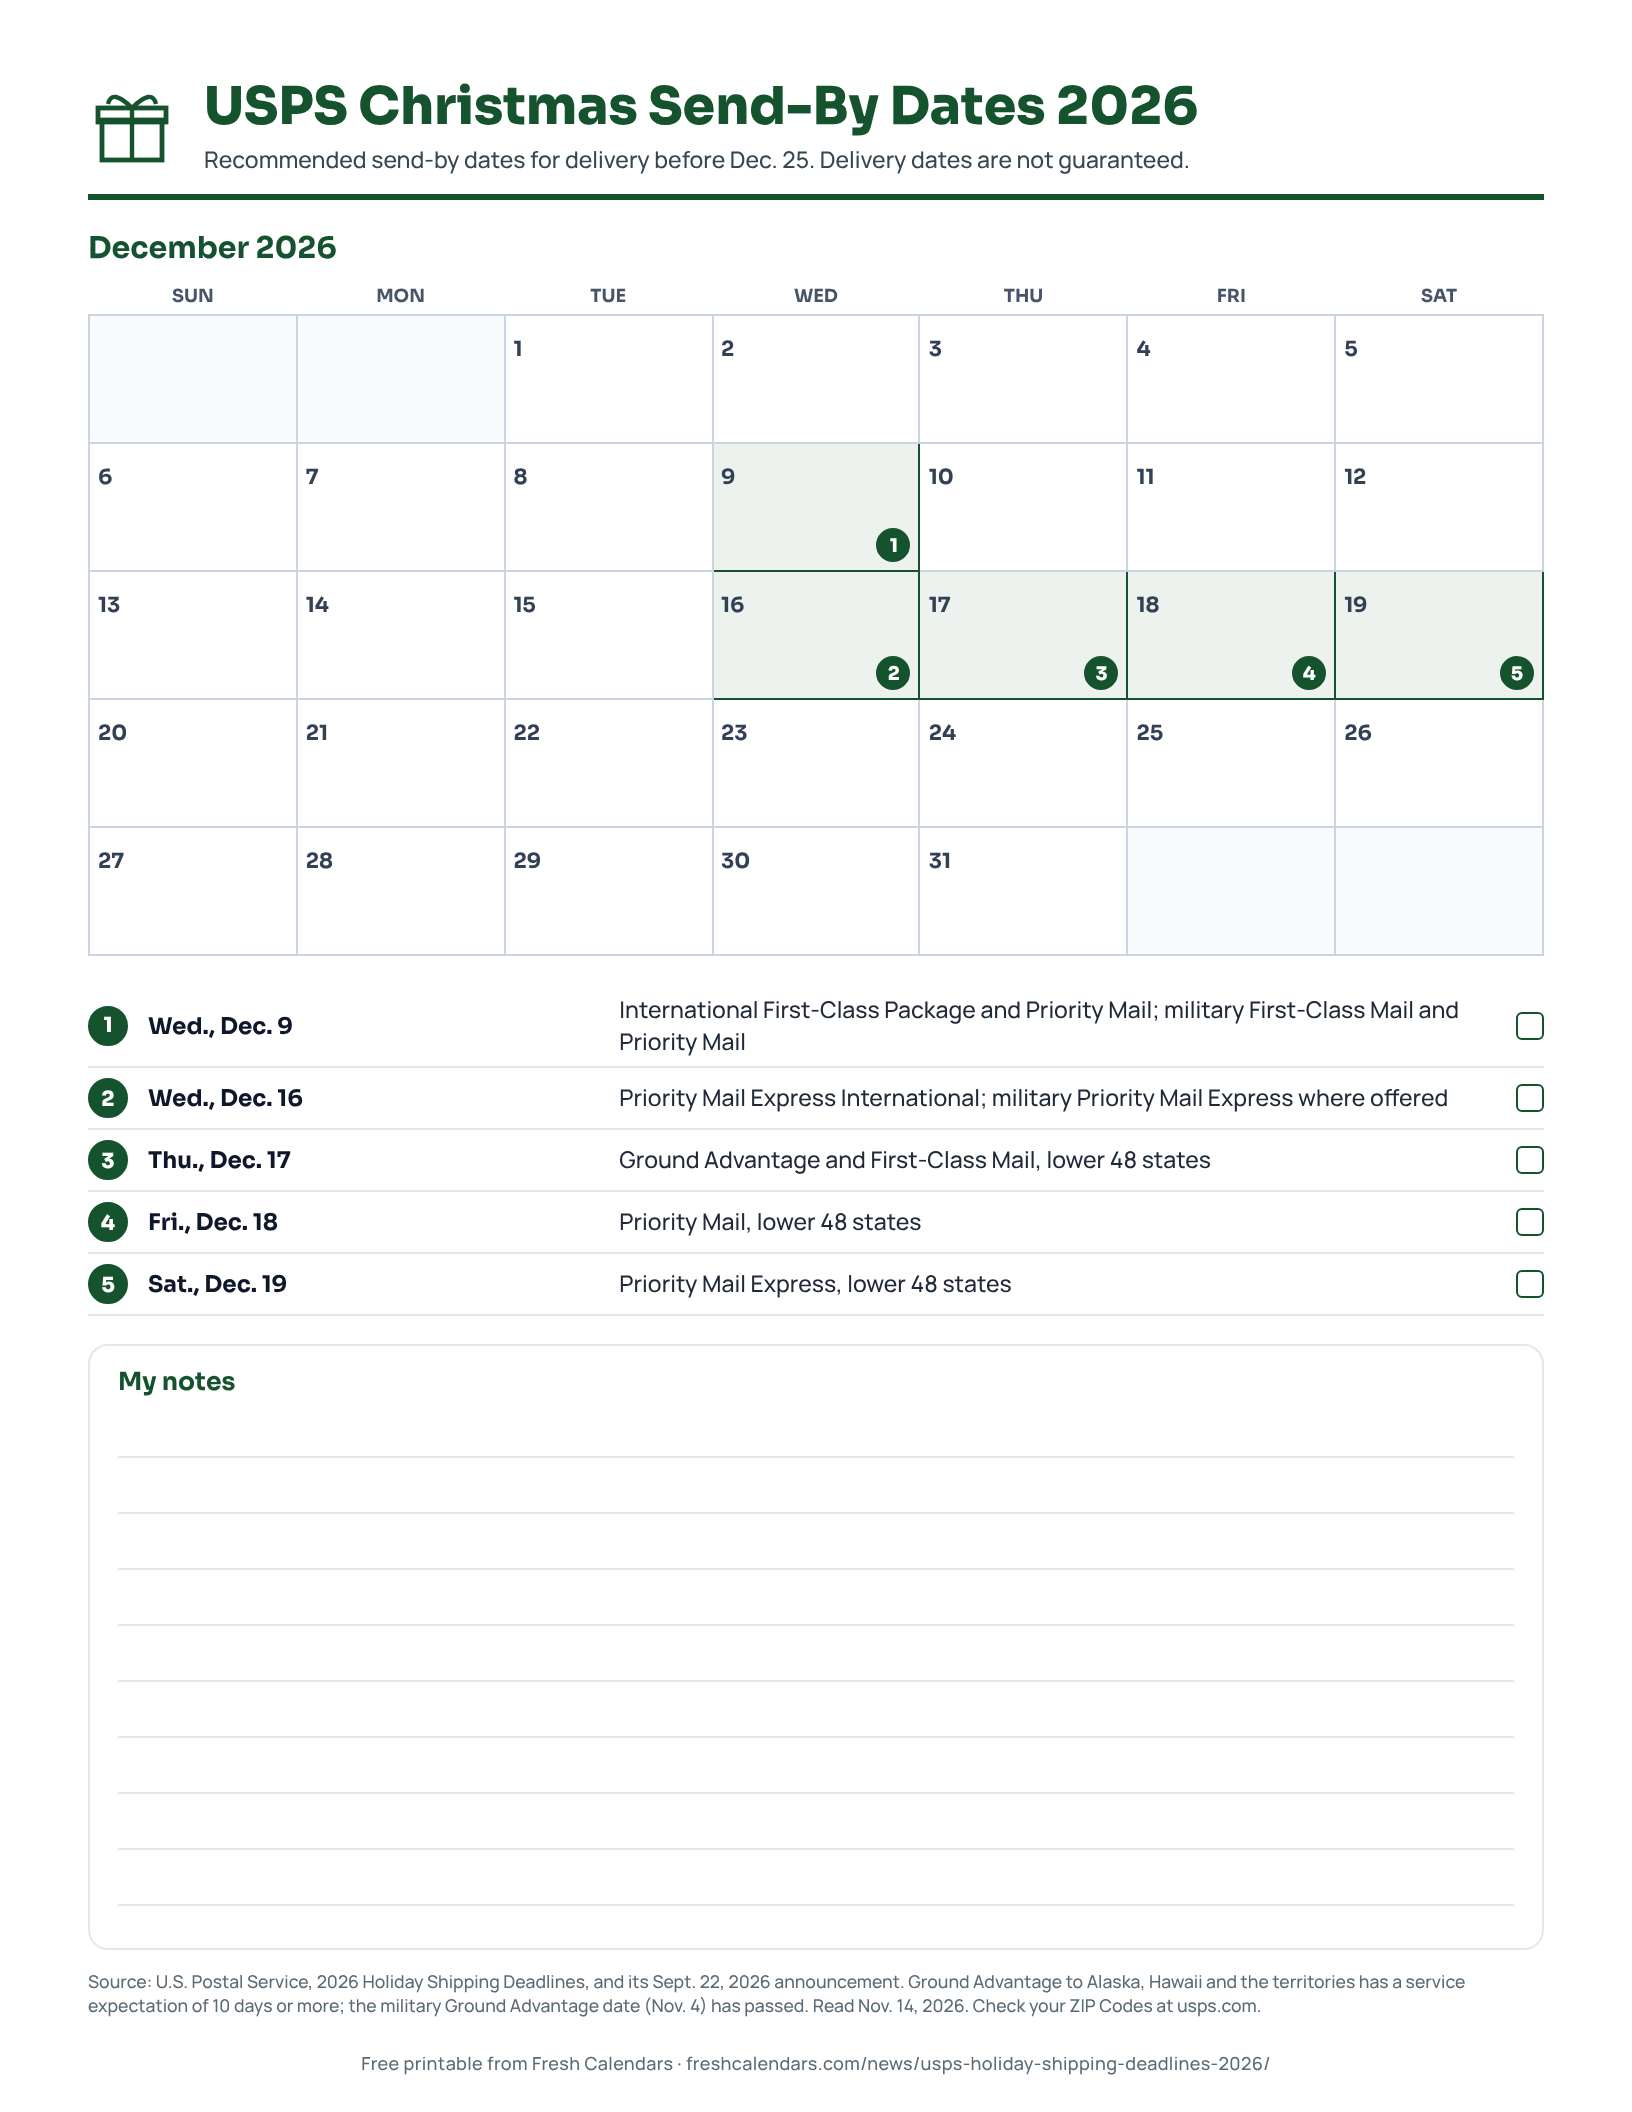 USPS Christmas Send-By Dates 2026
Recommended send-by dates for delivery before Dec. 25. Delivery dates are not guaranteed.
December 2026
SUN MON TUE WED THU FRI SAT
1 2 3 4 5
6 7 8 9 10 11 12
1
13 14 15 16 17 18 19
2 3 4 5
20 21 22 23 24 25 26
27 28 29 30 31
1 Wed., Dec. 9 International First-Class Package and Priority Mail; military First-Class Mail and
Priority Mail
2 Wed., Dec. 16 Priority Mail Express International; military Priority Mail Express where offered
3 Thu., Dec. 17 Ground Advantage and First-Class Mail, lower 48 states
4 Fri., Dec. 18 Priority Mail, lower 48 states
5 Sat., Dec. 19 Priority Mail Express, lower 48 states
My notes
Source: U.S. Postal Service, 2026 Holiday Shipping Deadlines, and its Sept. 22, 2026 announcement. Ground Advantage to Alaska, Hawaii and the territories has a service
expectation of 10 days or more; the military Ground Advantage date (Nov. 4) has passed. Read Nov. 14, 2026. Check your ZIP Codes at usps.com.
Free printable from Fresh Calendars · freshcalendars.com/news/usps-holiday-shipping-deadlines-2026/